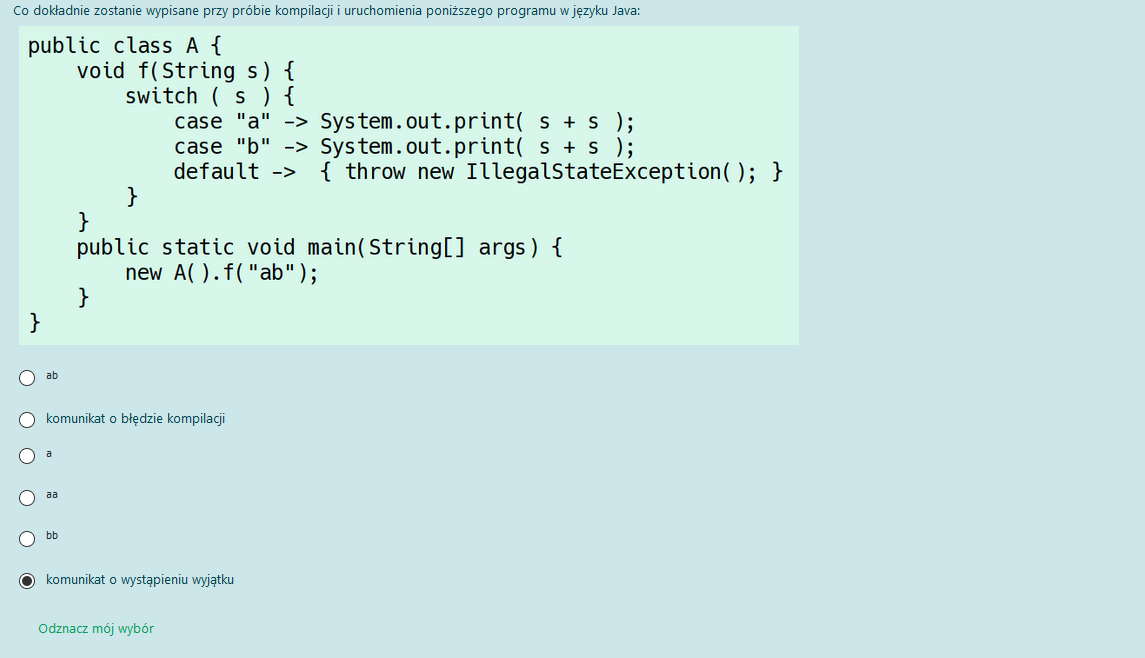 Co dokładnie zostanie wypisane przy próbie kompilacji i uruchomienia poniższego programu w języku Java:
public class A {
    void f(String s) {
        switch ( s ) {
            case "a" -> System.out.print( s + s );
            case "b" -> System.out.print( s + s );
            default ->  { throw new IllegalStateException(); }
        }
    }
    public static void main(String[] args) {
        new A().f("ab");
    }
}
ab
komunikat o błędzie kompilacji
a
aa
bb
komunikat o wystąpieniu wyjątku
Odznacz mój wybór